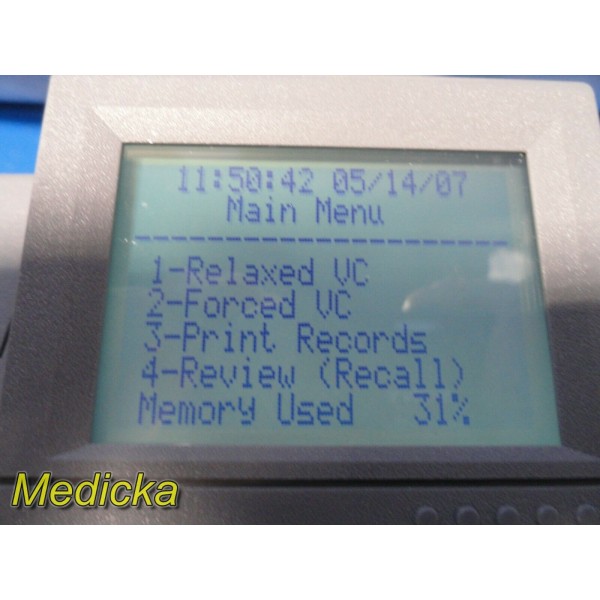 11:50:42 05/14/07
Main Menu
1-Relaxed VC
2-Forced VC
3-Print Records
4-Review (Recall)
Memory Used 31%
Medicka